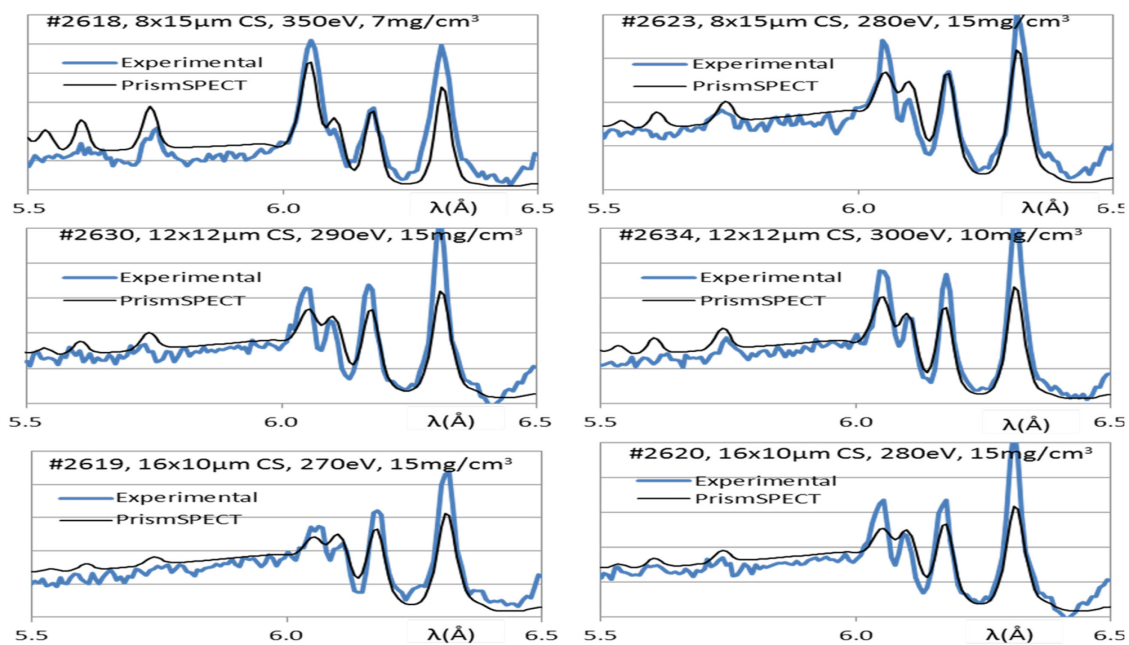 #2618, 8x15µm CS, 350eV, 7mg/cm³
Experimental
PrismSPECT
5.5 6.0 λ(Å) 6.5
#2623, 8x15µm CS, 280eV, 15mg/cm³
Experimental
PrismSPECT
5.5 6.0 λ(Å) 6.5
#2630, 12x12µm CS, 290eV, 15mg/cm³
Experimental
PrismSPECT
5.5 6.0 λ(Å) 6.5
#2634, 12x12µm CS, 300eV, 10mg/cm³
Experimental
PrismSPECT
5.5 6.0 λ(Å) 6.5
#2619, 16x10µm CS, 270eV, 15mg/cm³
Experimental
PrismSPECT
5.5 6.0 λ(Å) 6.5
#2620, 16x10µm CS, 280eV, 15mg/cm³
Experimental
PrismSPECT
5.5 6.0 λ(Å) 6.5